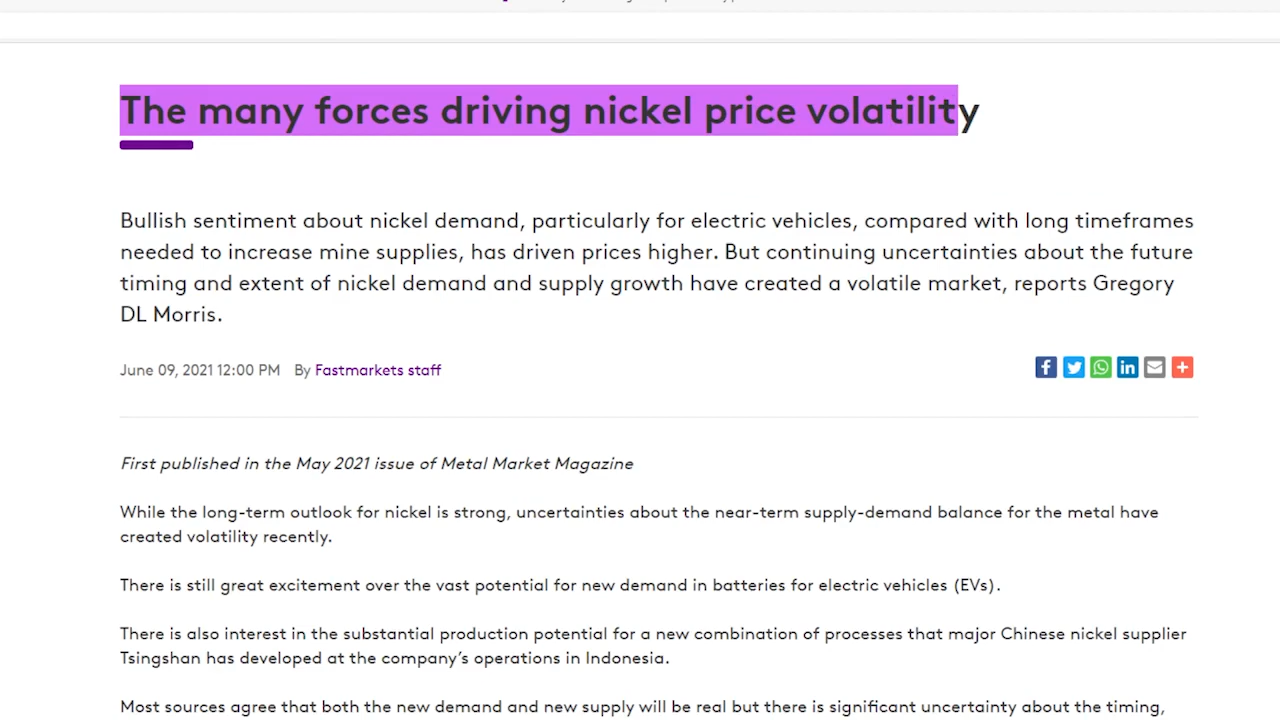 The many forces driving nickel price volatility
Bullish sentiment about nickel demand, particularly for electric vehicles, compared with long timeframes
needed to increase mine supplies, has driven prices higher. But continuing uncertainties about the future
timing and extent of nickel demand and supply growth have created a volatile market, reports Gregory
DL Morris.
June 09, 2021 12:00 PM By Fastmarkets staff
First published in the May 2021 issue of Metal Market Magazine
While the long-term outlook for nickel is strong, uncertainties about the near-term supply-demand balance for the metal have
created volatility recently.
There is still great excitement over the vast potential for new demand in batteries for electric vehicles (EVs).
There is also interest in the substantial production potential for a new combination of processes that major Chinese nickel supplier
Tsingshan has developed at the company’s operations in Indonesia.
Most sources agree that both the new demand and new supply will be real but there is significant uncertainty about the timing,